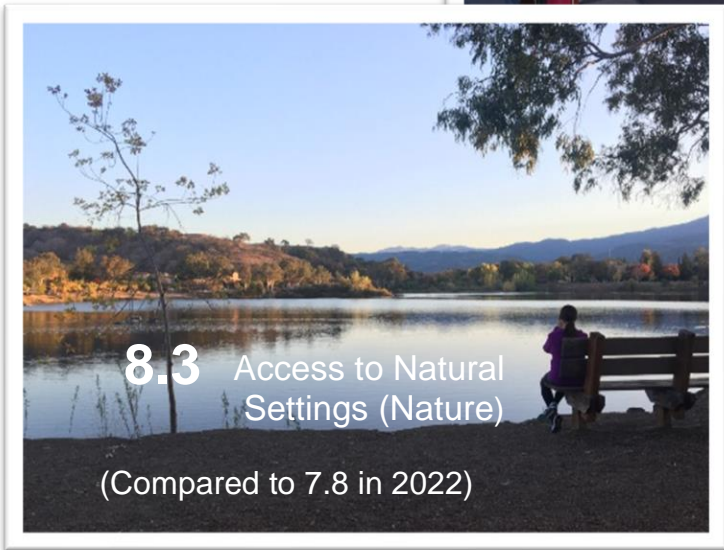 8.3 Access to Natural
Settings (Nature)
(Compared to 7.8 in 2022)